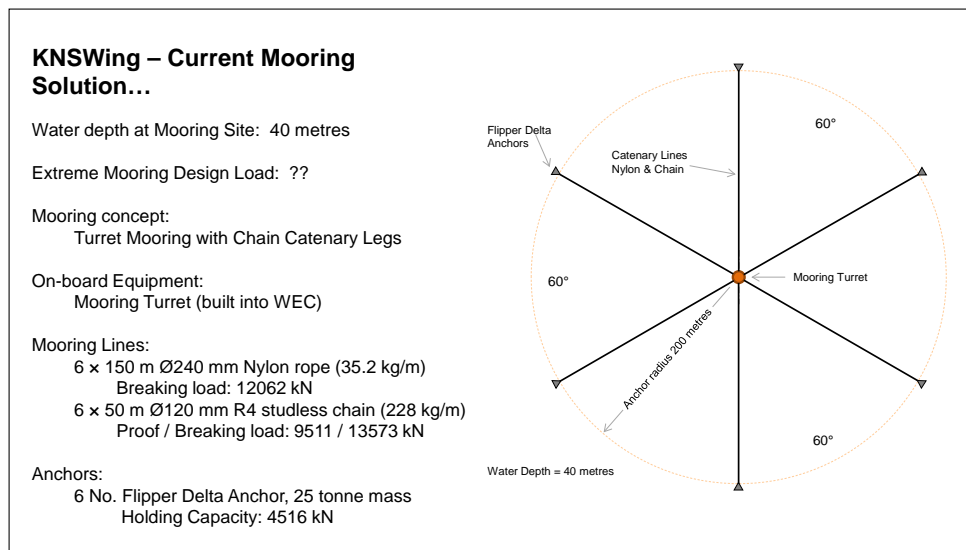 KNSWing – Current Mooring
Solution…
Water depth at Mooring Site: 40 metres
Extreme Mooring Design Load: ??
Mooring concept:
Turret Mooring with Chain Catenary Legs
On-board Equipment:
Mooring Turret (built into WEC)
Mooring Lines:
6 × 150 m Ø240 mm Nylon rope (35.2 kg/m)
Breaking load: 12062 kN
6 × 50 m Ø120 mm R4 studless chain (228 kg/m)
Proof / Breaking load: 9511 / 13573 kN
Anchors:
6 No. Flipper Delta Anchor, 25 tonne mass
Holding Capacity: 4516 kN
Flipper Delta
Anchors
Catenary Lines
Nylon & Chain
60°
60°
Mooring Turret
Anchor radius 200 metres
60°
Water Depth = 40 metres